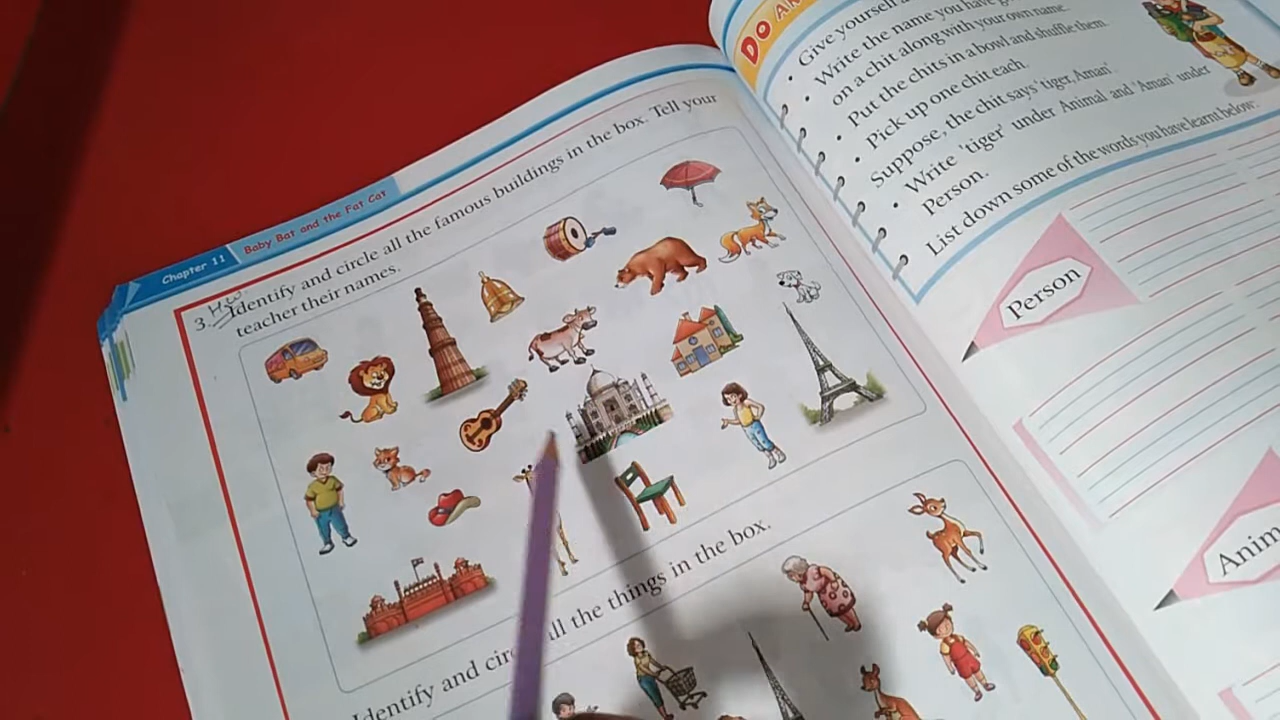 Chapter 11 Baby Bat and the Fat Cat
H.W.
3. Identify and circle all the famous buildings in the box. Tell your
teacher their names.
Identify and circ all the things in the box.
DO
• Give yourself
• Write the name you have
on a chit along with your own name.
• Put the chits in a bowl and shuffle them.
• Pick up one chit each.
Suppose, the chit says 'tiger, Aman'.
• Write 'tiger' under Animal and 'Aman' under
Person.
List down some of the words you have learnt below:
Person
Anim